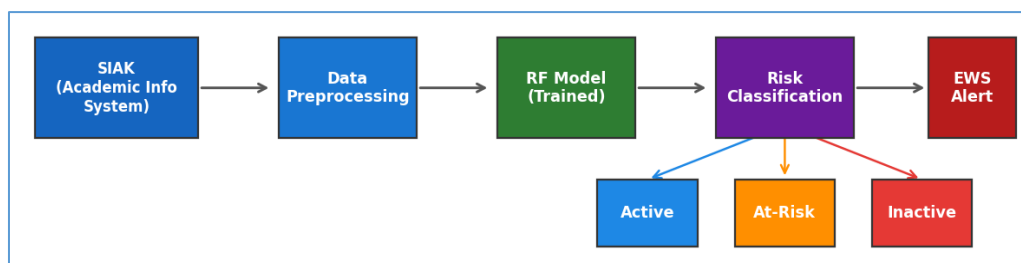 SIAK
(Academic Info
System)
Data
Preprocessing
RF Model
(Trained)
Risk
Classification
EWS
Alert
Active
At-Risk
Inactive